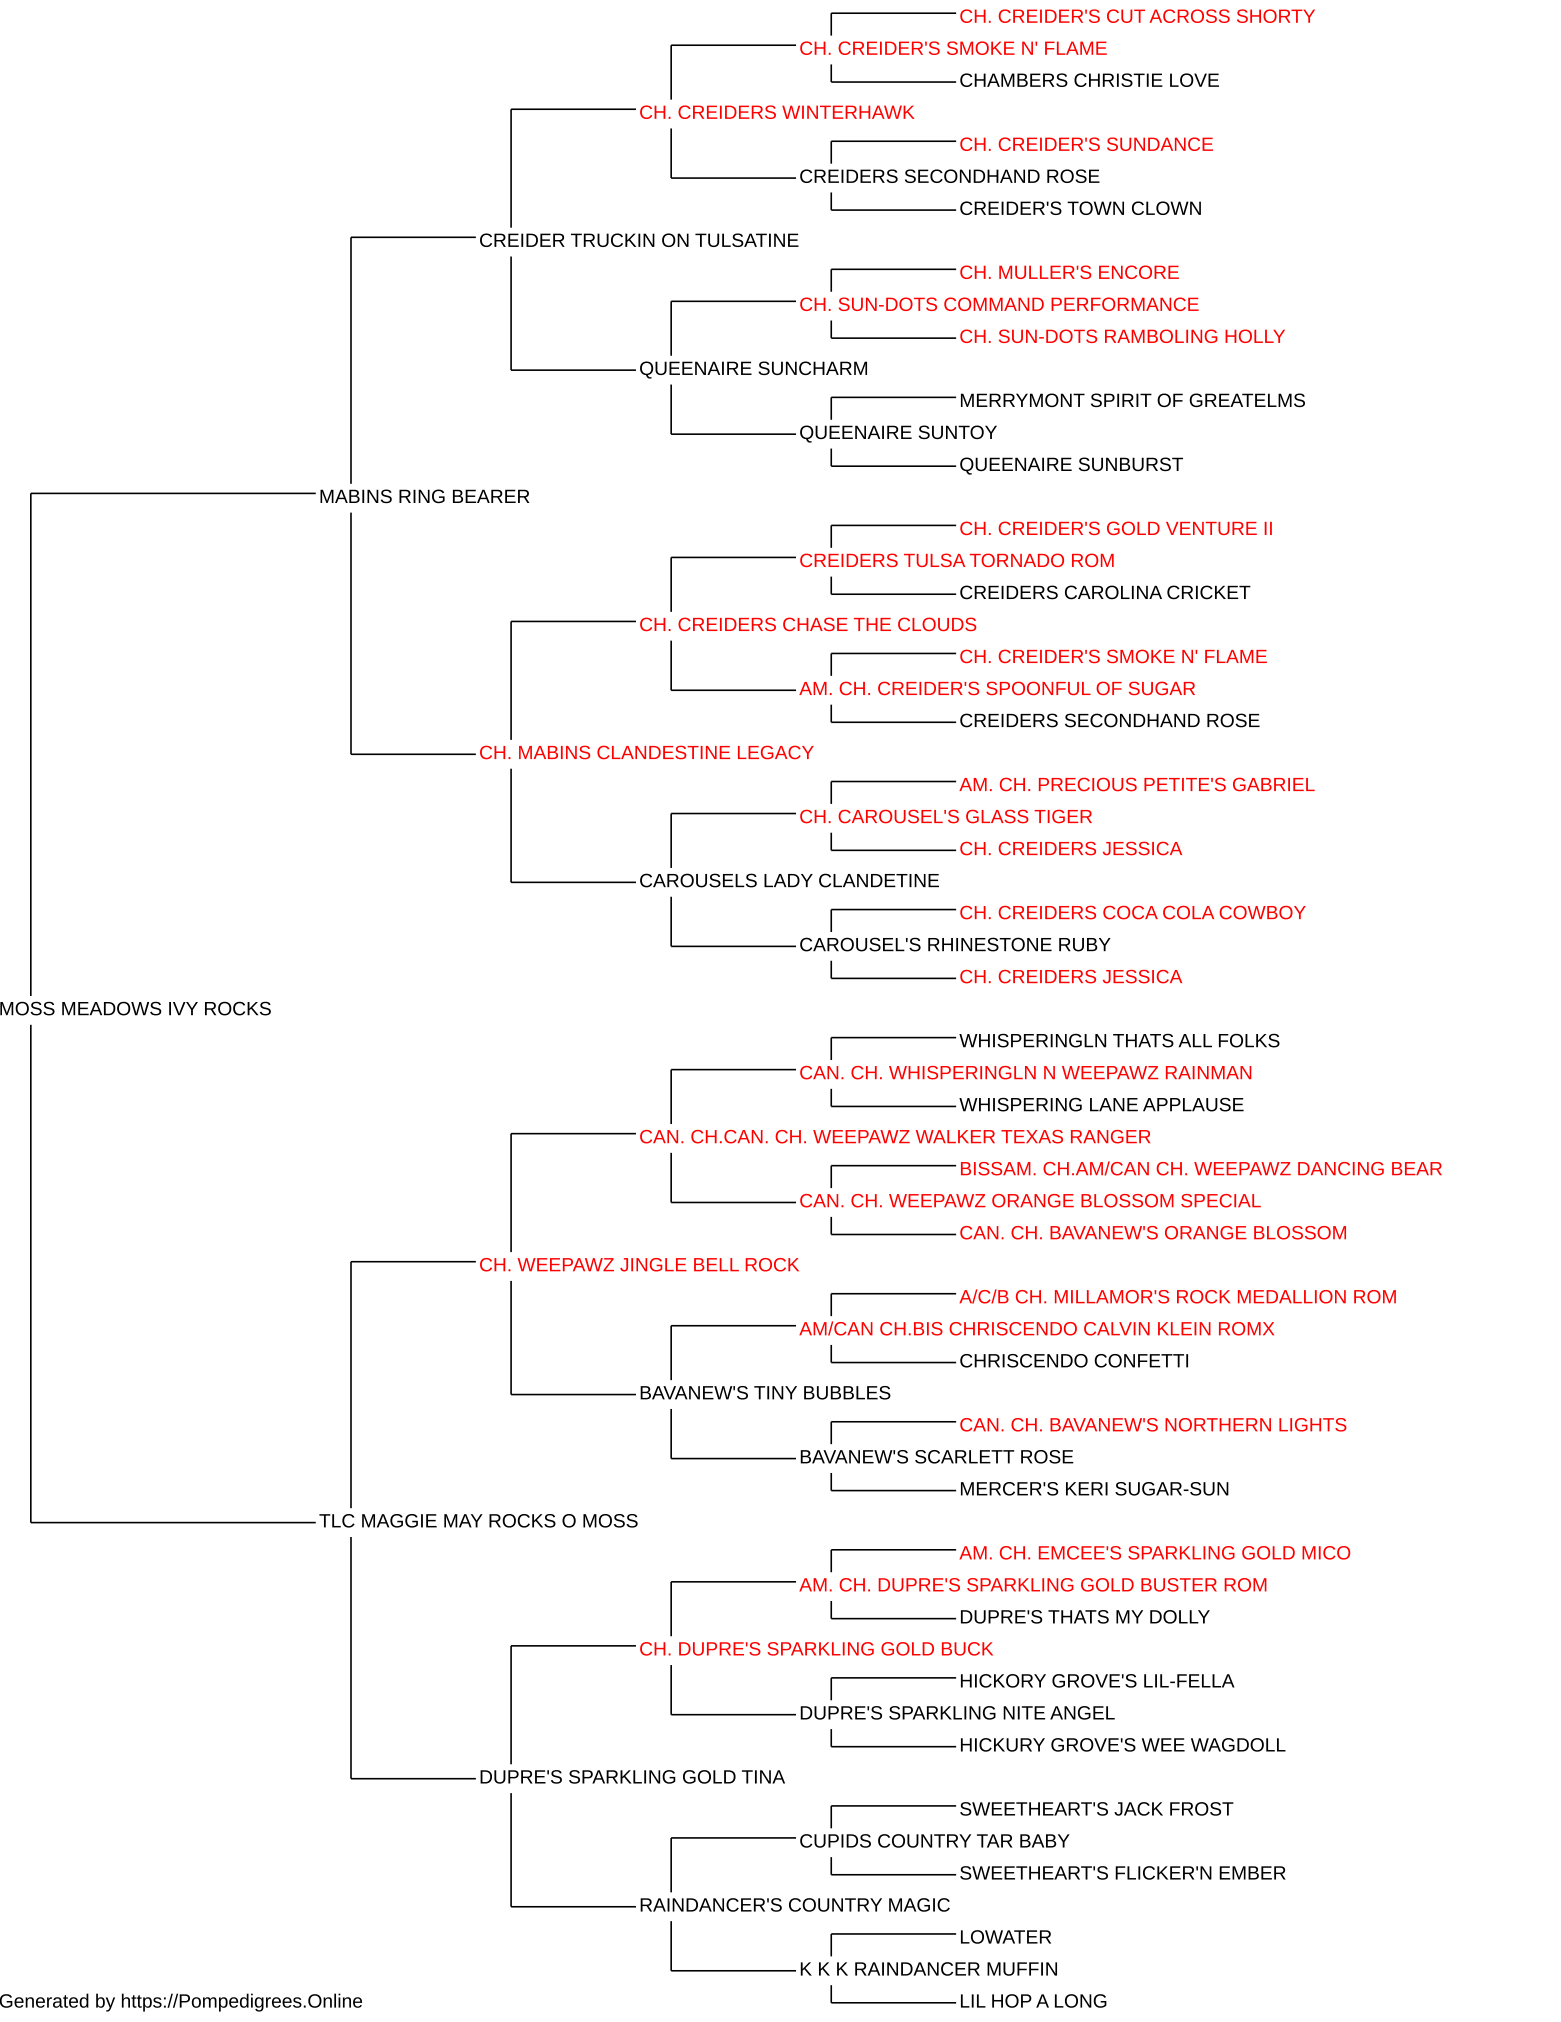 CH. CREIDER'S CUT ACROSS SHORTY
CH. CREIDER'S SMOKE N' FLAME
CHAMBERS CHRISTIE LOVE
CH. CREIDERS WINTERHAWK
CH. CREIDER'S SUNDANCE
CREIDERS SECONDHAND ROSE
CREIDER'S TOWN CLOWN
CREIDER TRUCKIN ON TULSATINE
CH. MULLER'S ENCORE
CH. SUN-DOTS COMMAND PERFORMANCE
CH. SUN-DOTS RAMBOLING HOLLY
QUEENAIRE SUNCHARM
MERRYMONT SPIRIT OF GREATELMS
QUEENAIRE SUNTOY
QUEENAIRE SUNBURST
MABINS RING BEARER
CH. CREIDER'S GOLD VENTURE II
CREIDERS TULSA TORNADO ROM
CREIDERS CAROLINA CRICKET
CH. CREIDERS CHASE THE CLOUDS
CH. CREIDER'S SMOKE N' FLAME
AM. CH. CREIDER'S SPOONFUL OF SUGAR
CREIDERS SECONDHAND ROSE
CH. MABINS CLANDESTINE LEGACY
AM. CH. PRECIOUS PETITE'S GABRIEL
CH. CAROUSEL'S GLASS TIGER
CH. CREIDERS JESSICA
CAROUSELS LADY CLANDETINE
CH. CREIDERS COCA COLA COWBOY
CAROUSEL'S RHINESTONE RUBY
CH. CREIDERS JESSICA
MOSS MEADOWS IVY ROCKS
WHISPERINGLN THATS ALL FOLKS
CAN. CH. WHISPERINGLN N WEEPAWZ RAINMAN
WHISPERING LANE APPLAUSE
CAN. CH.CAN. CH. WEEPAWZ WALKER TEXAS RANGER
BISSAM. CH.AM/CAN CH. WEEPAWZ DANCING BEAR
CAN. CH. WEEPAWZ ORANGE BLOSSOM SPECIAL
CAN. CH. BAVANEW'S ORANGE BLOSSOM
CH. WEEPAWZ JINGLE BELL ROCK
A/C/B CH. MILLAMOR'S ROCK MEDALLION ROM
AM/CAN CH.BIS CHRISCENDO CALVIN KLEIN ROMX
CHRISCENDO CONFETTI
BAVANEW'S TINY BUBBLES
CAN. CH. BAVANEW'S NORTHERN LIGHTS
BAVANEW'S SCARLETT ROSE
MERCER'S KERI SUGAR-SUN
TLC MAGGIE MAY ROCKS O MOSS
AM. CH. EMCEE'S SPARKLING GOLD MICO
AM. CH. DUPRE'S SPARKLING GOLD BUSTER ROM
DUPRE'S THATS MY DOLLY
CH. DUPRE'S SPARKLING GOLD BUCK
HICKORY GROVE'S LIL-FELLA
DUPRE'S SPARKLING NITE ANGEL
HICKURY GROVE'S WEE WAGDOLL
DUPRE'S SPARKLING GOLD TINA
SWEETHEART'S JACK FROST
CUPIDS COUNTRY TAR BABY
SWEETHEART'S FLICKER'N EMBER
RAINDANCER'S COUNTRY MAGIC
LOWATER
K K K RAINDANCER MUFFIN
LIL HOP A LONG
Generated by https://Pompedigrees.Online